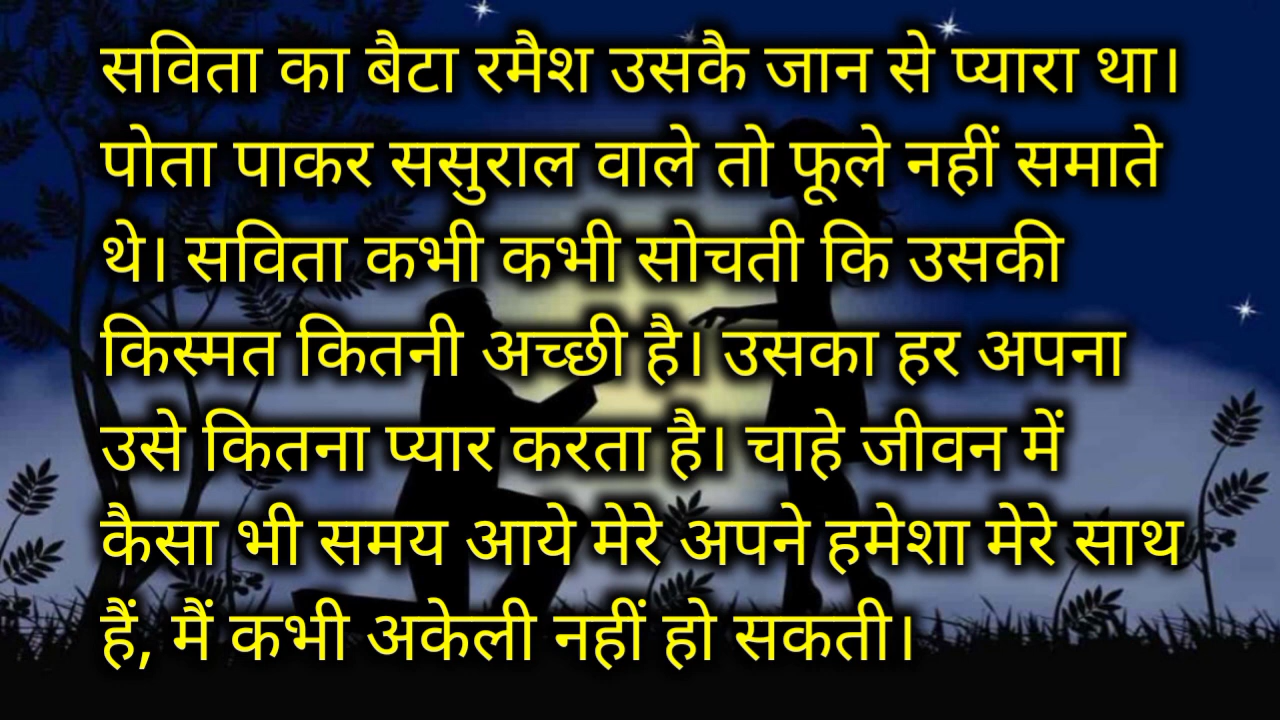 सविता का बैटा रमैश उसकै जान से प्यारा था।
पोता पाकर ससुराल वाले तो फूले नहीं समाते
थे। सविता कभी कभी सोचती कि उसकी
किस्मत कितनी अच्छी है। उसका हर अपना
उसे कितना प्यार करता है। चाहे जीवन में
कैसा भी समय आये मेरे अपने हमेशा मेरे साथ
हैं, मैं कभी अकेली नहीं हो सकती।